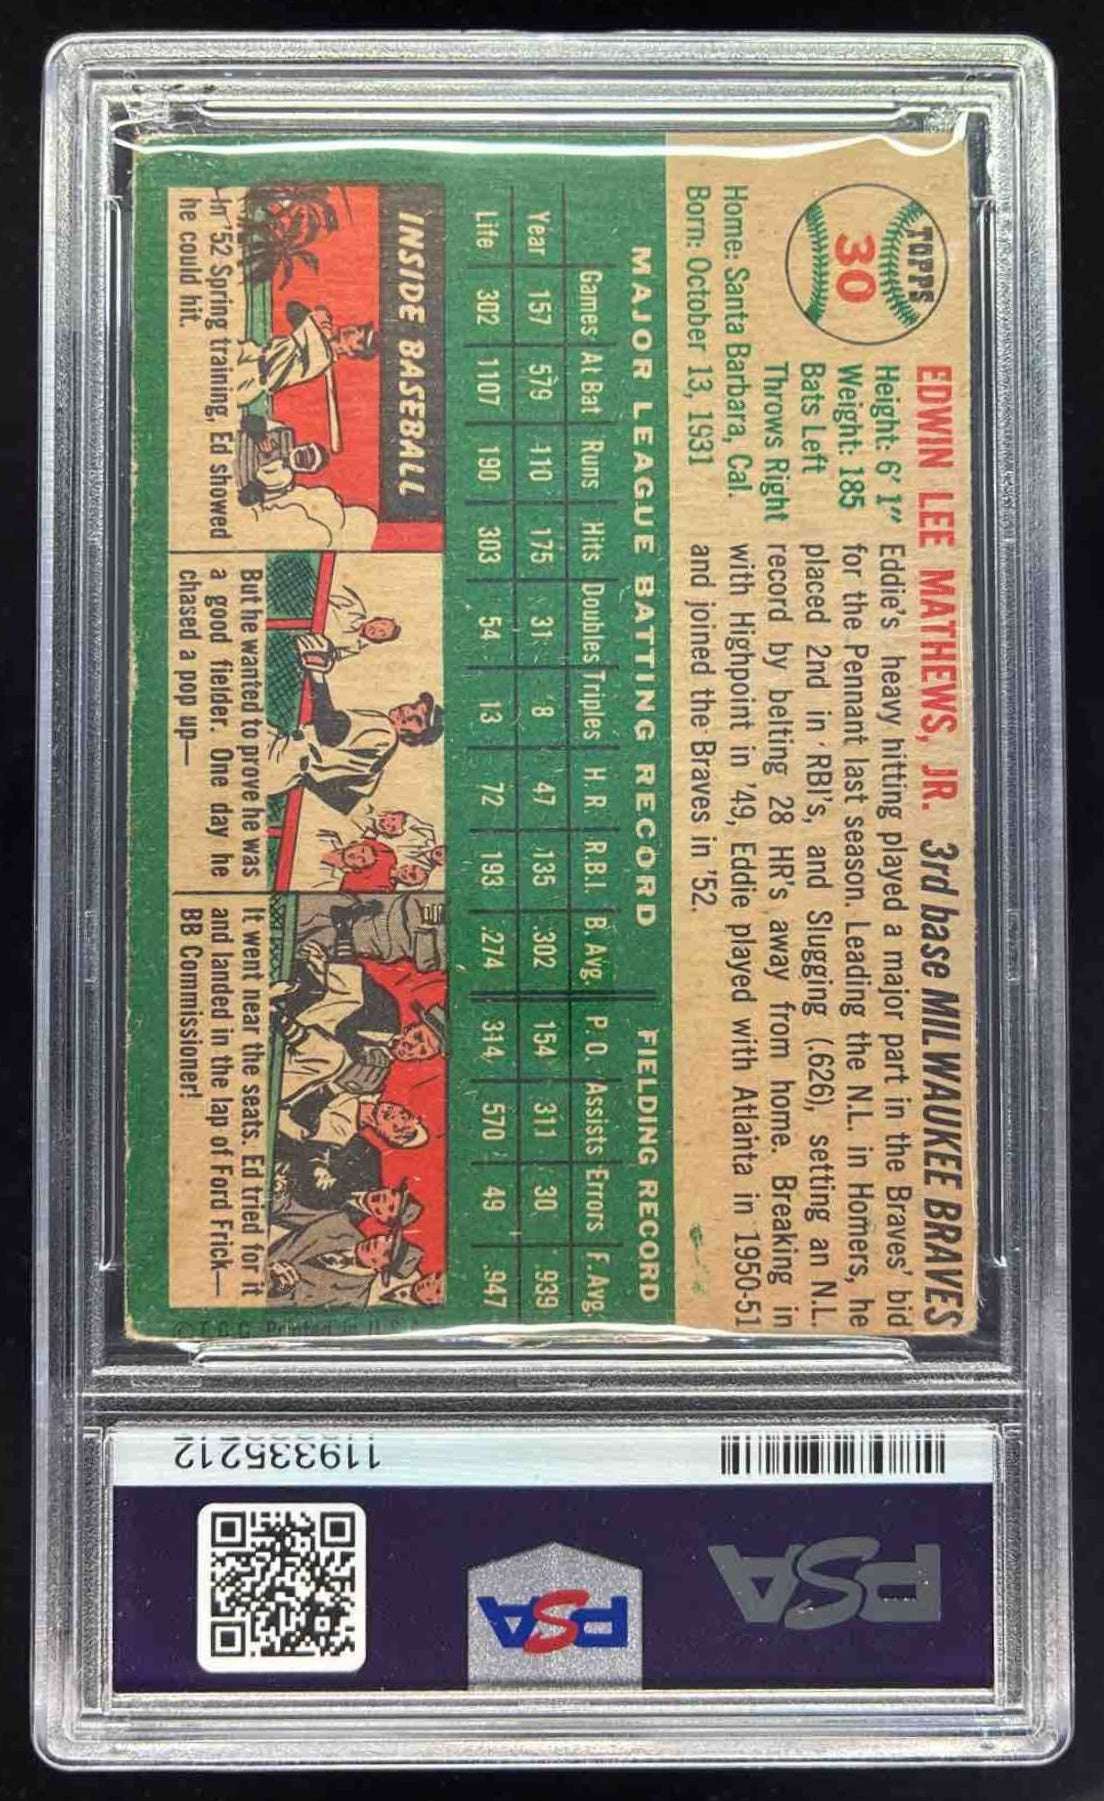 TOPPS
30
EDWIN LEE MATHEWS, JR. 3rd base MILWAUKEE BRAVES
Height: 6' 1"
Weight: 185
Bats Left
Throws Right
Home: Santa Barbara, Cal.
Born: October 13, 1931
Eddie's heavy hitting played a major part in the Braves' bid
for the Pennant last season. Leading the N.L. in Homers, he
placed 2nd in RBI's, and Slugging (.626), setting an N.L.
record by belting 28 HR's away from home. Breaking in
with Highpoint in '49, Eddie played with Atlainta in 1950-51
and joined the Braves in '52.
MAJOR LEAGUE BATTING RECORD FIELDING RECORD
Games At Bat Runs Hits Doubles Triples H. R. R.B.I. B. Avg. P. O. Assists Errors F. Avg.
Year 157 579 110 175 31 8 47 135 .302 154 311 30 .939
Life 302 1107 190 303 54 13 72 193 .274 314 570 49 .947
INSIDE BASEBALL
In '52 Spring training, Ed showed
he could hit.
But he wanted to prove he was
a good fielder. One day he
chased a pop up—
It went near the seats. Ed tried for it
and landed in the lap of Ford Frick—
BB Commissioner!
© T.C.G. Printed in U.S.A.
119335212
PSA
PSA